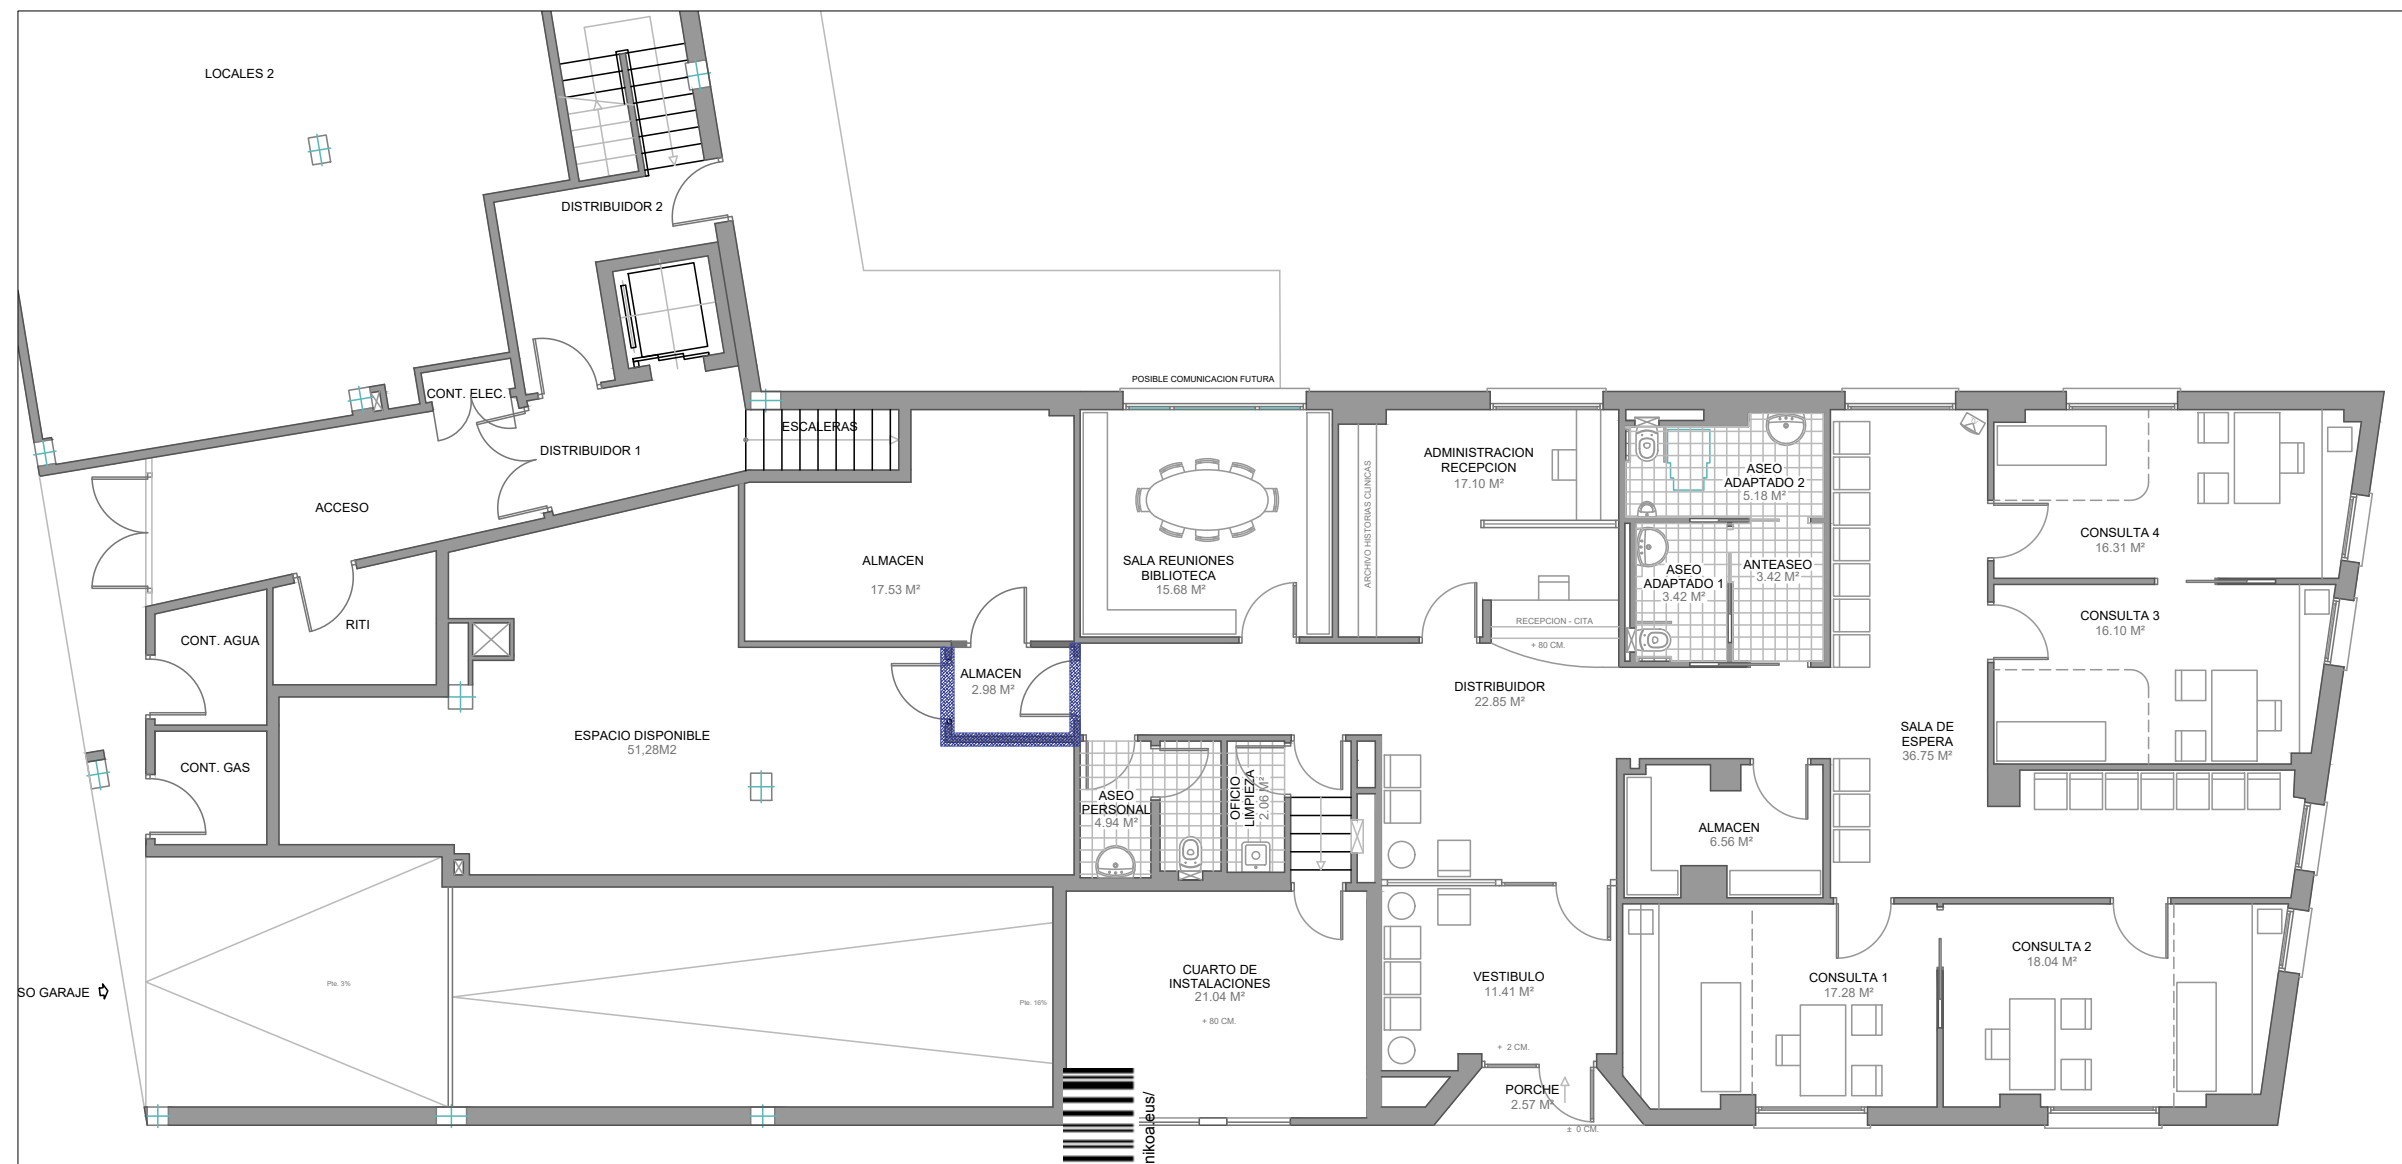 LOCALES 2
DISTRIBUIDOR 2
POSIBLE COMUNICACION FUTURA
CONT. ELEC.
ESCALERAS
DISTRIBUIDOR 1
ACCESO
RITI
CONT. AGUA
CONT. GAS
ALMACEN
17.53 M²
ALMACEN
2.98 M²
ESPACIO DISPONIBLE
51,28M2
SALA REUNIONES
BIBLIOTECA
15.68 M²
ARCHIVO HISTORIAS CLINICAS
ADMINISTRACION
RECEPCION
17.10 M²
RECEPCION - CITA
+ 80 CM.
ASEO
ADAPTADO 2
5.18 M²
ASEO
ADAPTADO 1
3.42 M²
ANTEASEO
3.42 M²
DISTRIBUIDOR
22.85 M²
CONSULTA 4
16.31 M²
CONSULTA 3
16.10 M²
SALA DE
ESPERA
36.75 M²
ASEO
PERSONAL
4.94 M²
OFICIO
LIMPIEZA
2.06 M²
ALMACEN
6.56 M²
CUARTO DE
INSTALACIONES
21.04 M²
+ 80 CM.
VESTIBULO
11.41 M²
+ 2 CM.
PORCHE
2.57 M²
± 0 CM.
CONSULTA 1
17.28 M²
CONSULTA 2
18.04 M²
SO GARAJE
Pte. 3%
Pte. 16%
nikoa.eus/